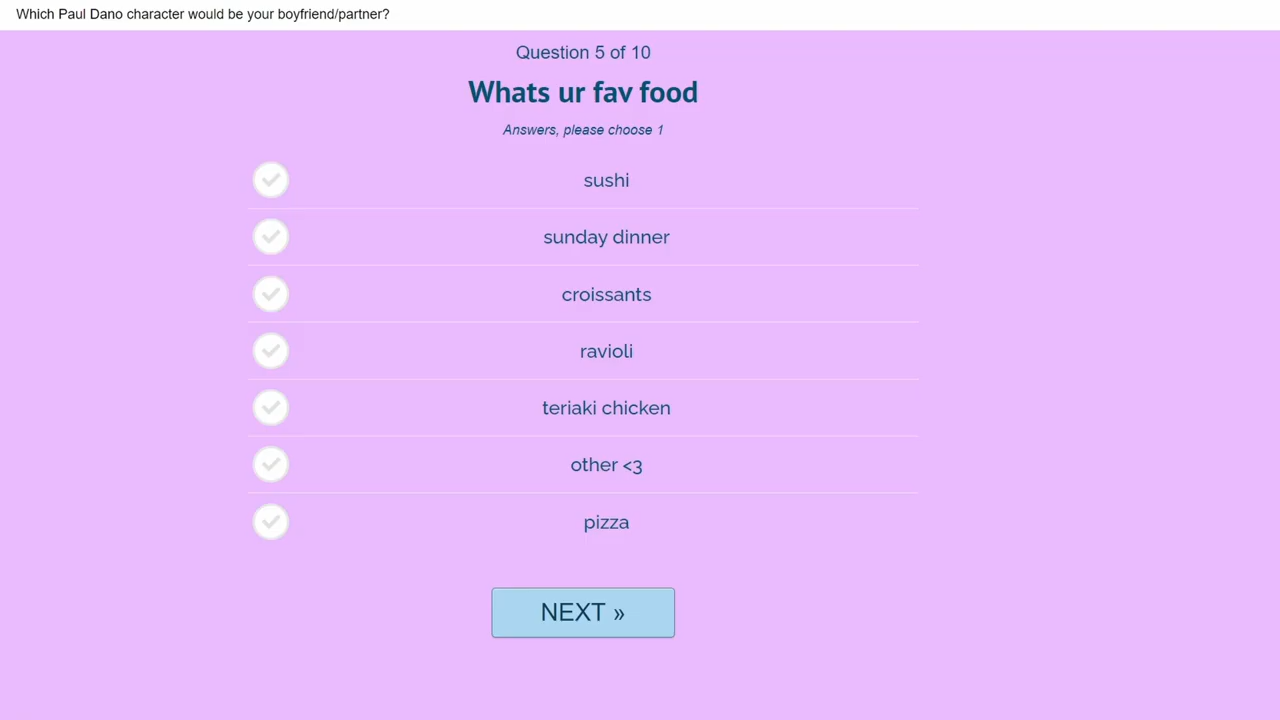 Which Paul Dano character would be your boyfriend/partner?
Question 5 of 10
Whats ur fav food
Answers, please choose 1
sushi
sunday dinner
croissants
ravioli
teriaki chicken
other <3
pizza
NEXT »